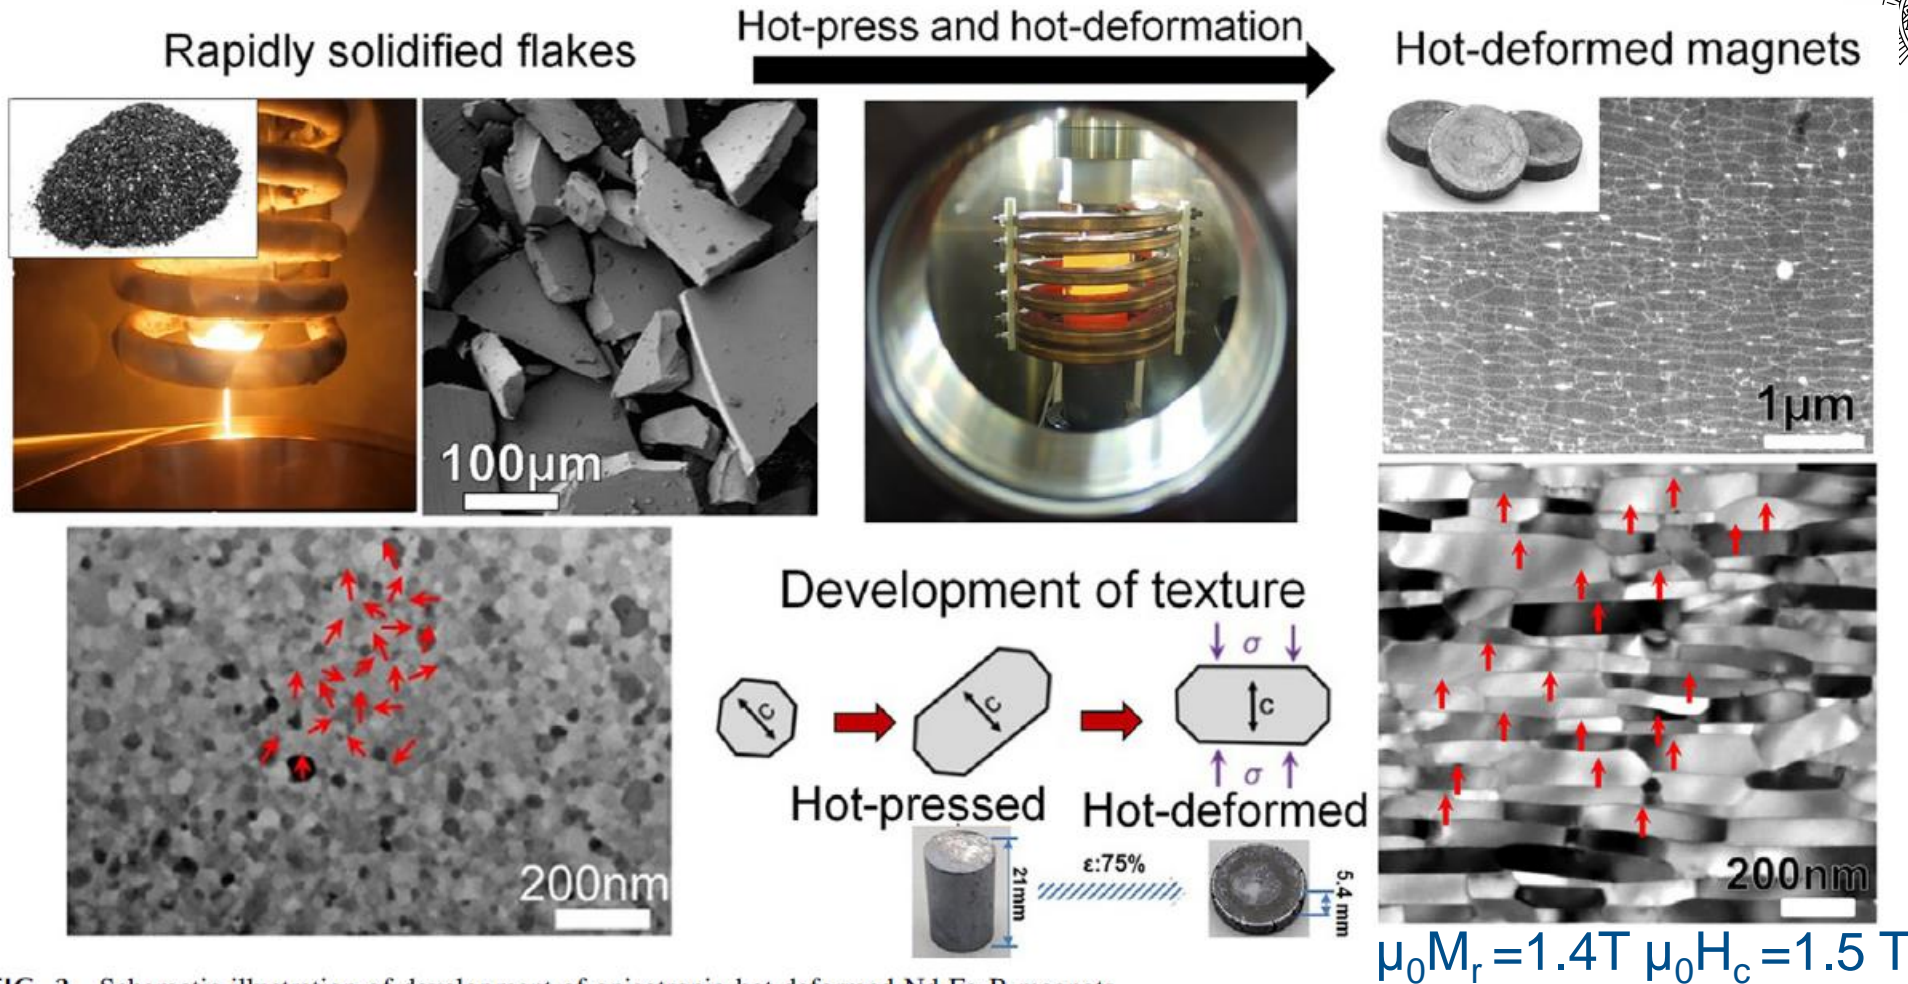 Rapidly solidified flakes
Hot-press and hot-deformation
Hot-deformed magnets
100μm
1μm
200nm
Development of texture
c
c
σ
c
σ
Hot-pressed
Hot-deformed
21mm
ε:75%
5.4 mm
200nm
μ₀Mᵣ =1.4T μ₀H꜀ =1.5 T